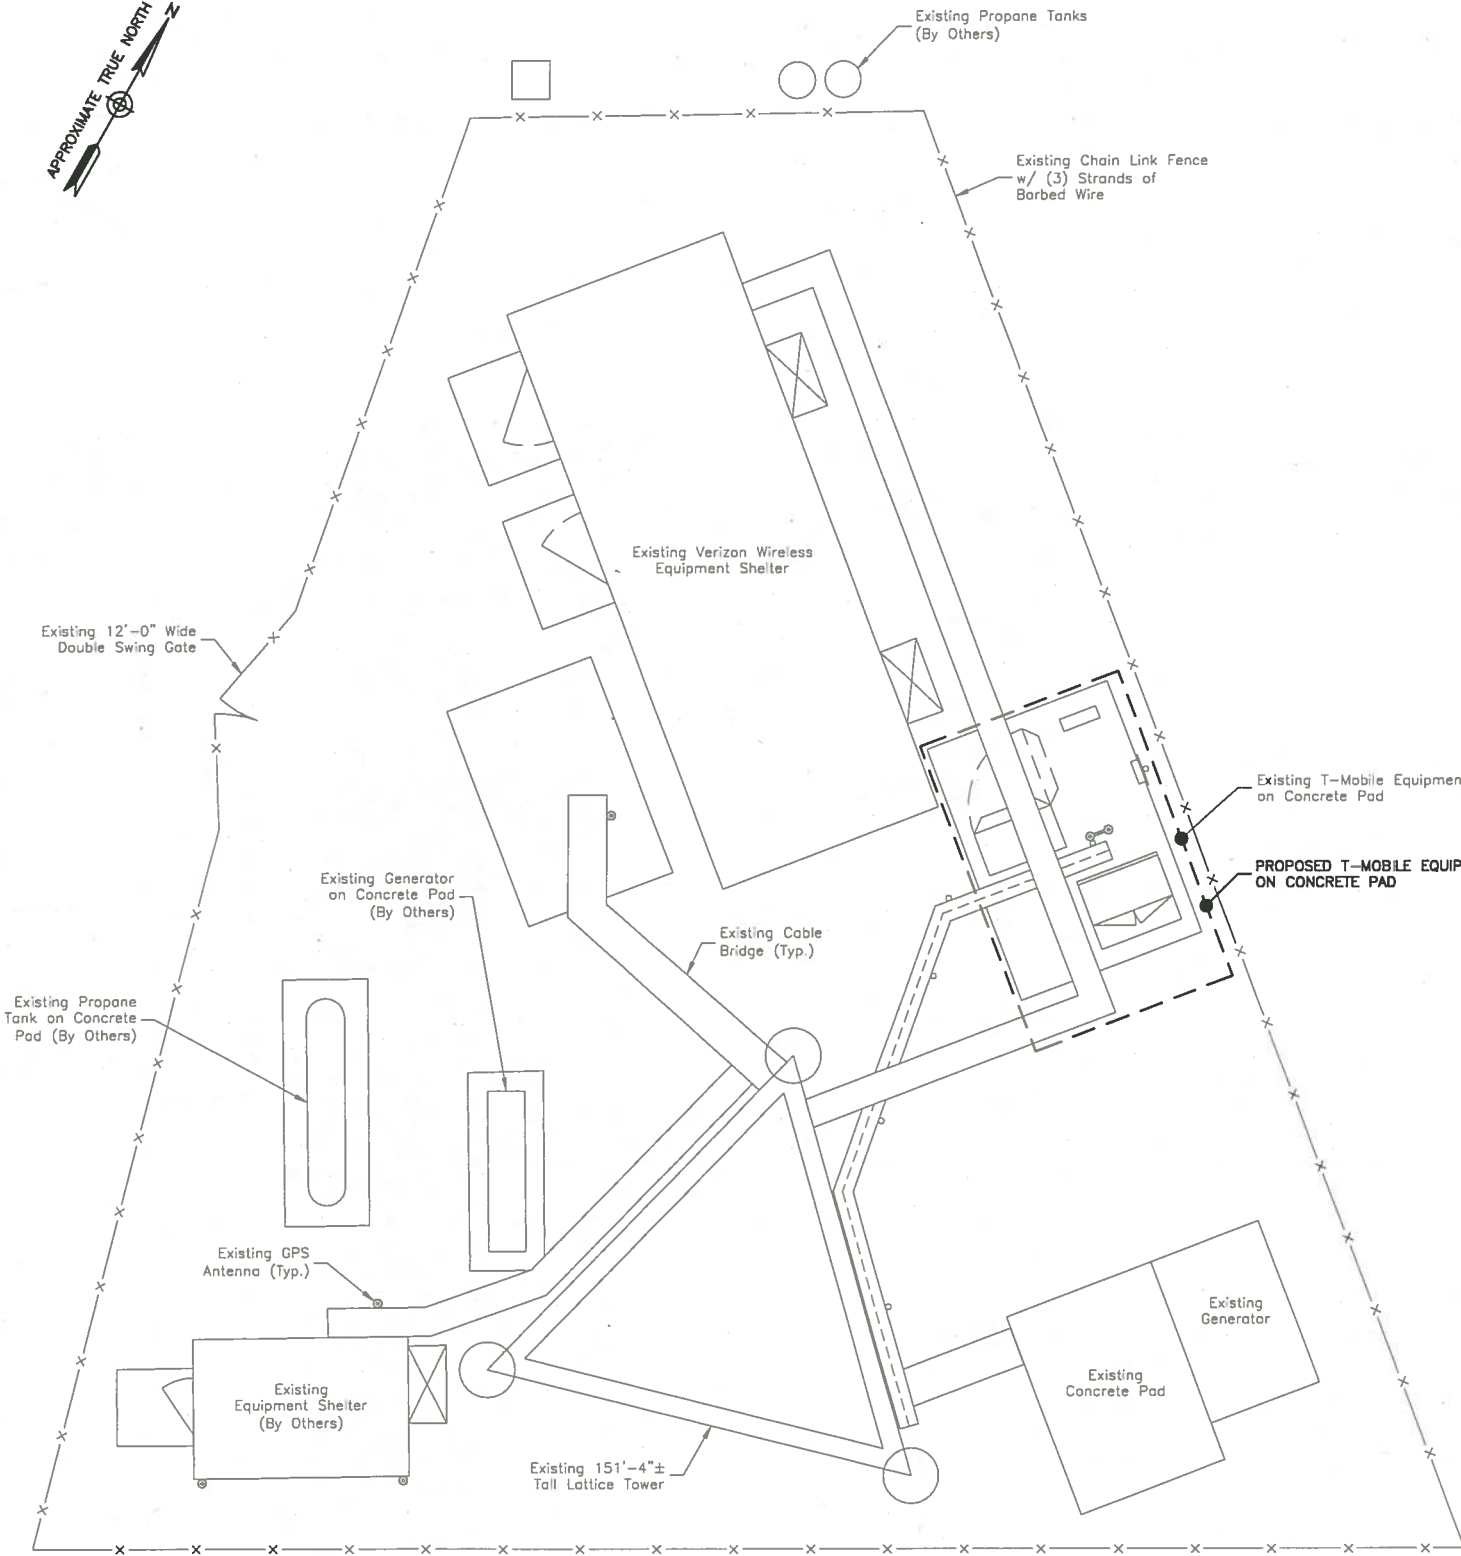 Existing Propane Tanks
(By Others)
APPROXIMATE TRUE NORTH
N
Existing Chain Link Fence
w/ (3) Strands of
Barbed Wire
Existing Verizon Wireless
Equipment Shelter
Existing 12'-0" Wide
Double Swing Gate
Existing T-Mobile Equipmen
on Concrete Pad
PROPOSED T-MOBILE EQUIP
ON CONCRETE PAD
Existing Generator
on Concrete Pad
(By Others)
Existing Cable
Bridge (Typ.)
Existing Propane
Tank on Concrete
Pad (By Others)
Existing GPS
Antenna (Typ.)
Existing
Generator
Existing
Concrete Pad
Existing
Equipment Shelter
(By Others)
Existing 151'-4"±
Tall Lattice Tower